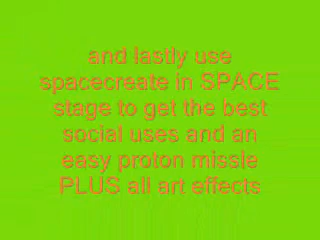 and lastly use
spacecreate in SPACE
stage to get the best
social uses and an
easy proton missle
PLUS all art effects